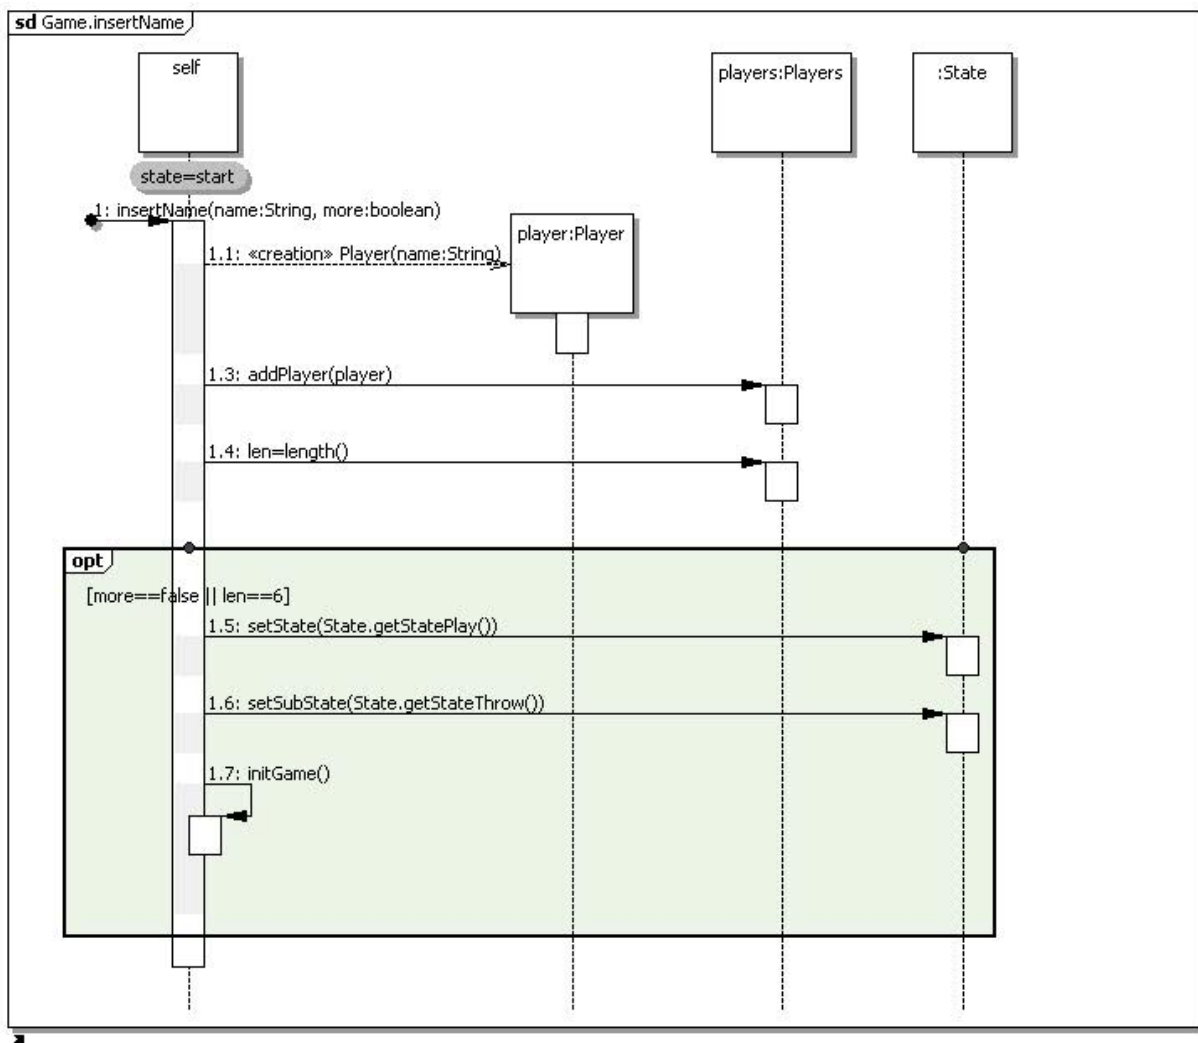 sd Game.insertName
self
players:Players
:State
state=start
1: insertName(name:String, more:boolean)
player:Player
1.1: «creation» Player(name:String)
1.3: addPlayer(player)
1.4: len=length()
opt
[more==false || len==6]
1.5: setState(State.getStatePlay())
1.6: setSubState(State.getStateThrow())
1.7: initGame()